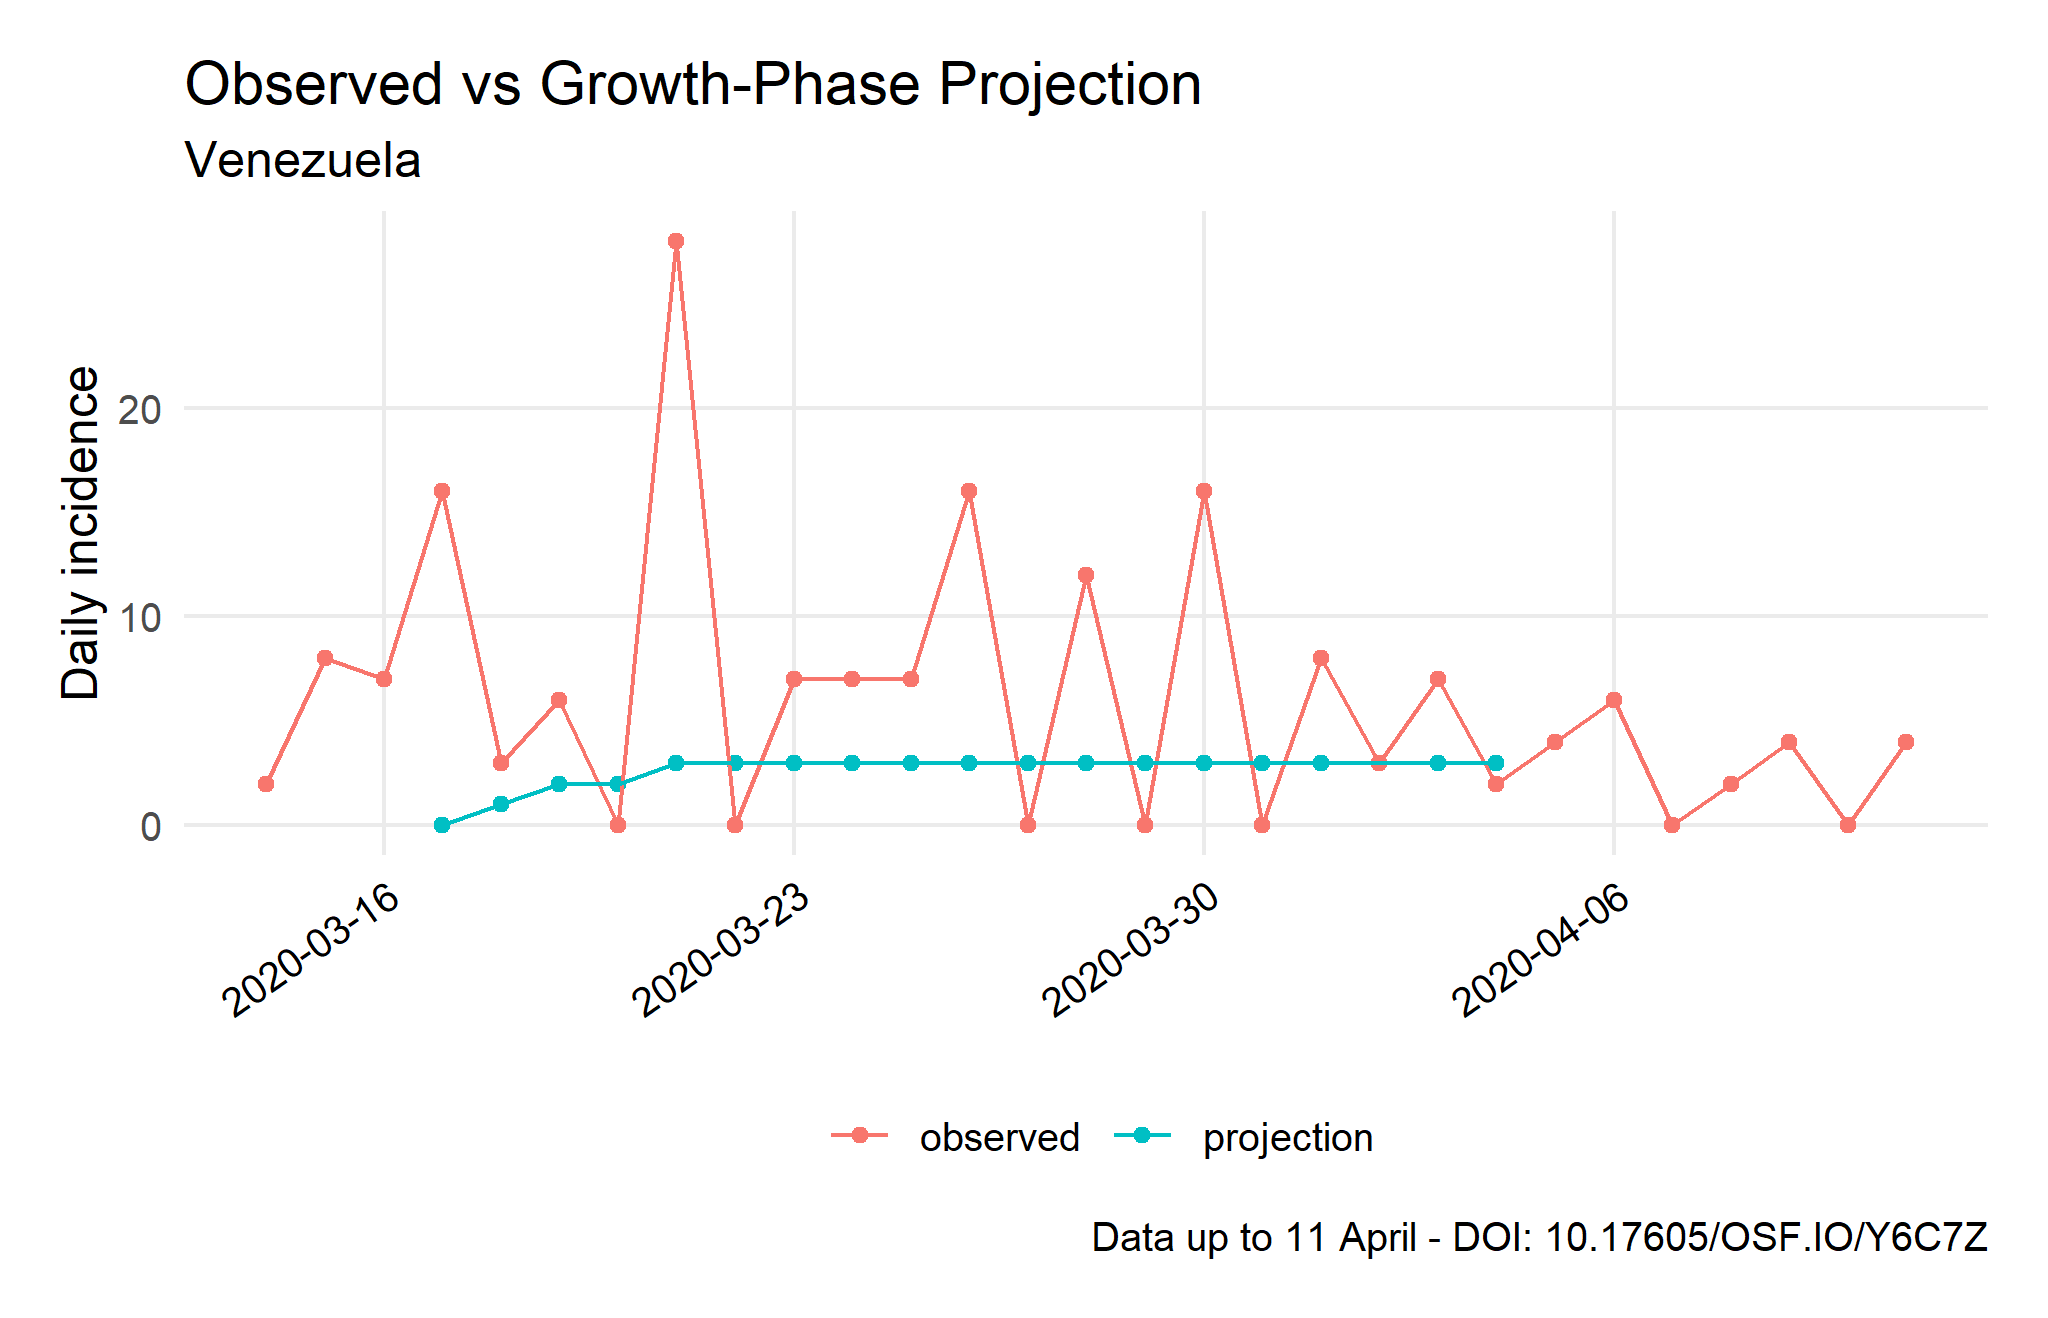 Observed vs Growth-Phase Projection
Venezuela
Daily incidence
20
10
0
2020-03-16
2020-03-23
2020-03-30
2020-04-06
observed
projection
Data up to 11 April - DOI: 10.17605/OSF.IO/Y6C7Z